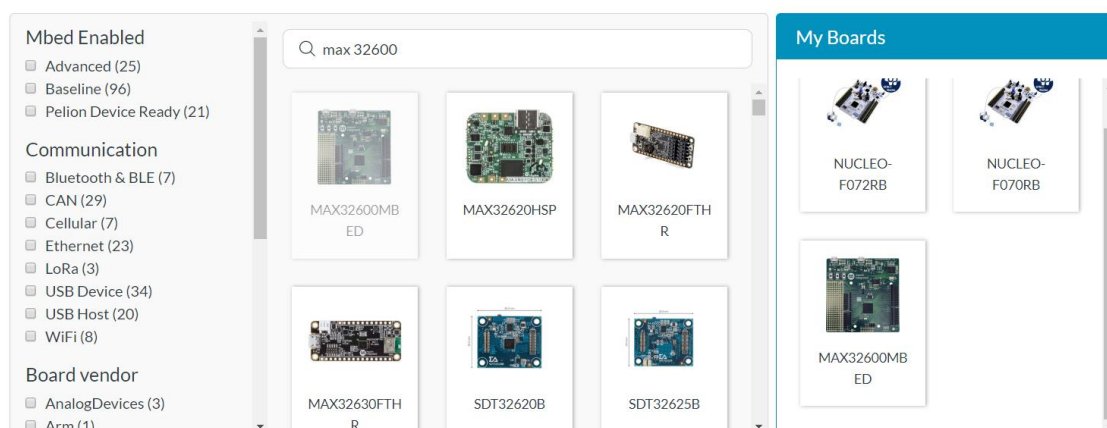 Mbed Enabled
Advanced (25)
Baseline (96)
Pelion Device Ready (21)
Communication
Bluetooth & BLE (7)
CAN (29)
Cellular (7)
Ethernet (23)
LoRa (3)
USB Device (34)
USB Host (20)
WiFi (8)
Board vendor
AnalogDevices (3)
Arm (1)
max 32600
MAX32600MB
ED
MAX32620HSP
MAX32620FTH
R
MAX32630FTH
R
SDT32620B
SDT32625B
My Boards
NUCLEO-
F072RB
NUCLEO-
F070RB
MAX32600MB
ED